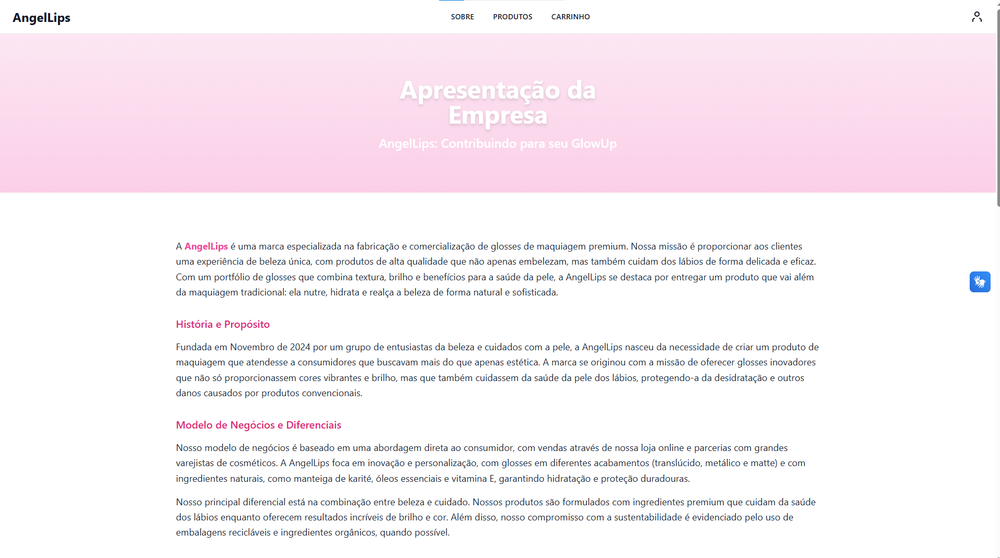 AngelLips
SOBRE
PRODUTOS
CARRINHO
Apresentação da
Empresa
AngelLips: Contribuindo para seu GlowUp
A AngelLips é uma marca especializada na fabricação e comercialização de glosses de maquiagem premium. Nossa missão é proporcionar aos clientes
uma experiência de beleza única, com produtos de alta qualidade que não apenas embelezam, mas também cuidam dos lábios de forma delicada e eficaz.
Com um portfólio de glosses que combina textura, brilho e benefícios para a saúde da pele, a AngelLips se destaca por entregar um produto que vai além
da maquiagem tradicional: ela nutre, hidrata e realça a beleza de forma natural e sofisticada.
História e Propósito
Fundada em Novembro de 2024 por um grupo de entusiastas da beleza e cuidados com a pele, a AngelLips nasceu da necessidade de criar um produto de
maquiagem que atendesse a consumidores que buscavam mais do que apenas estética. A marca se originou com a missão de oferecer glosses inovadores
que não só proporcionassem cores vibrantes e brilho, mas que também cuidassem da saúde da pele dos lábios, protegendo-a da desidratação e outros
danos causados por produtos convencionais.
Modelo de Negócios e Diferenciais
Nosso modelo de negócios é baseado em uma abordagem direta ao consumidor, com vendas através de nossa loja online e parcerias com grandes
varejistas de cosméticos. A AngelLips foca em inovação e personalização, com glosses em diferentes acabamentos (translúcido, metálico e matte) e com
ingredientes naturais, como manteiga de karité, óleos essenciais e vitamina E, garantindo hidratação e proteção duradouras.
Nosso principal diferencial está na combinação entre beleza e cuidado. Nossos produtos são formulados com ingredientes premium que cuidam da saúde
dos lábios enquanto oferecem resultados incríveis de brilho e cor. Além disso, nosso compromisso com a sustentabilidade é evidenciado pelo uso de
embalagens recicláveis e ingredientes orgânicos, quando possível.